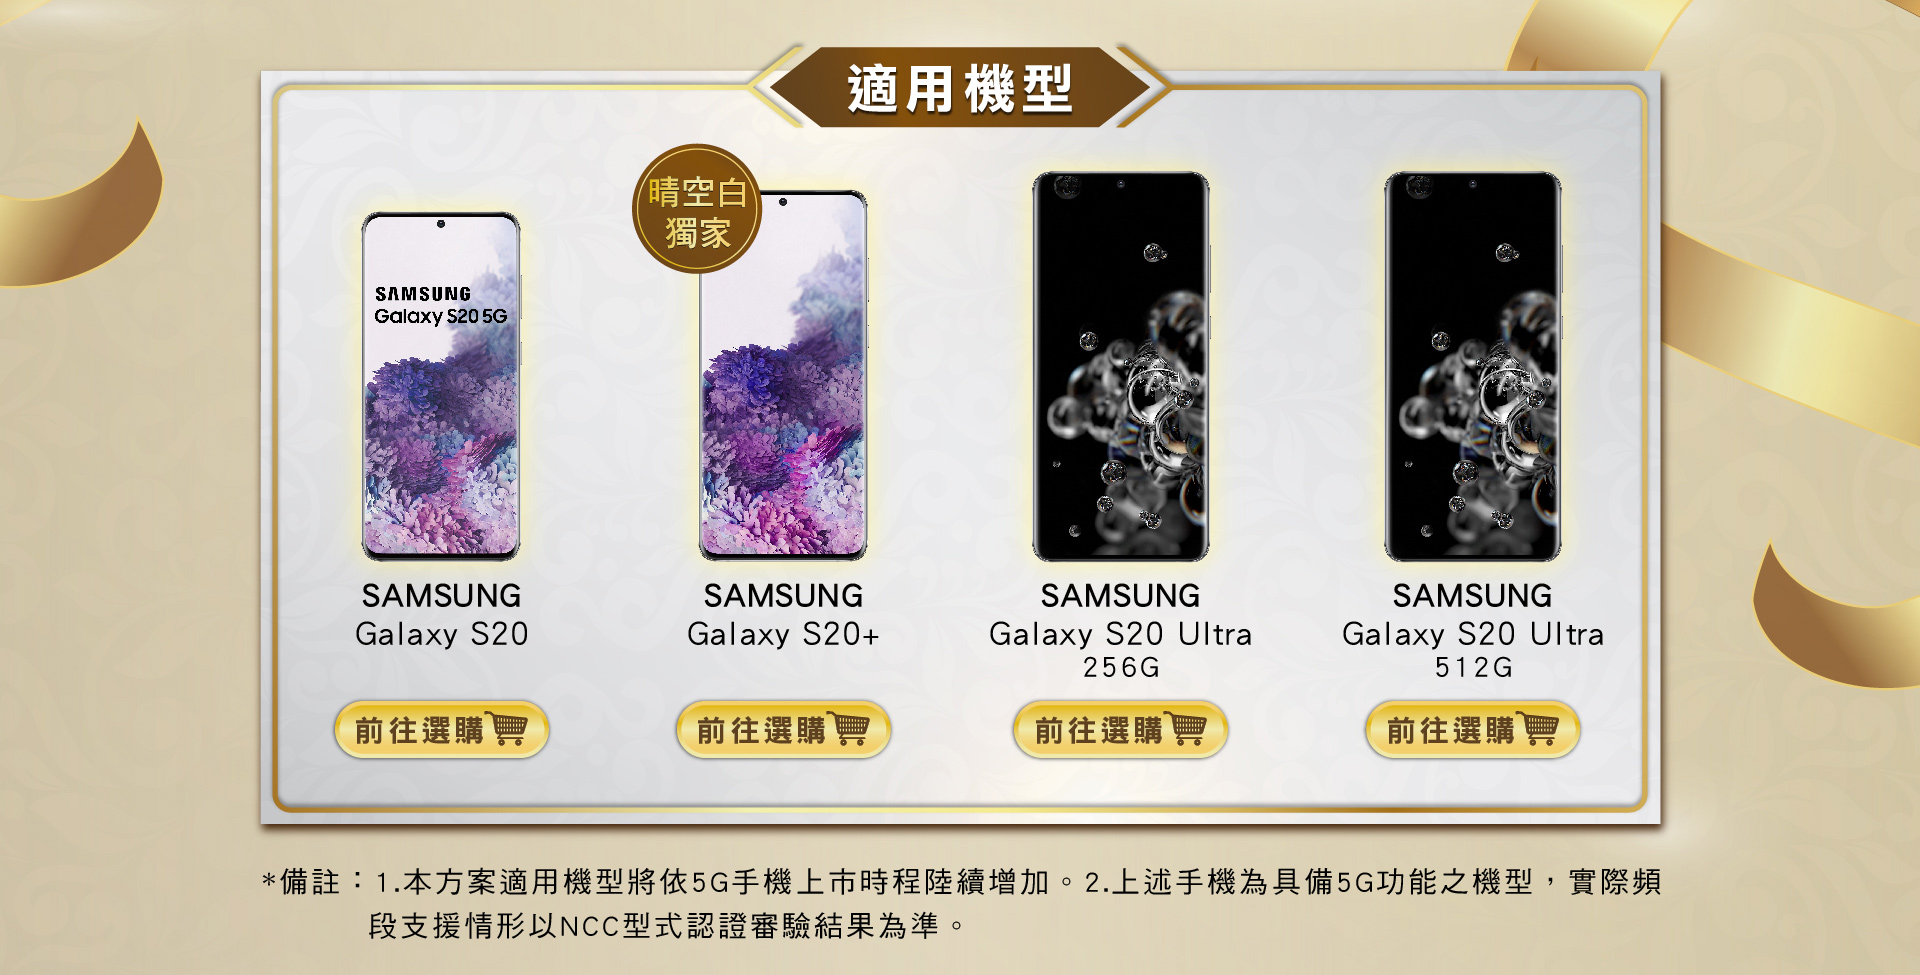 適用機型
晴空白
獨家
SAMSUNG
Galaxy S20 5G
SAMSUNG
Galaxy S20
前往選購
SAMSUNG
Galaxy S20+
前往選購
SAMSUNG
Galaxy S20 Ultra
256G
前往選購
SAMSUNG
Galaxy S20 Ultra
512G
前往選購
*備註：1.本方案適用機型將依5G手機上市時程陸續增加。2.上述手機為具備5G功能之機型，實際頻
段支援情形以NCC型式認證審驗結果為準。